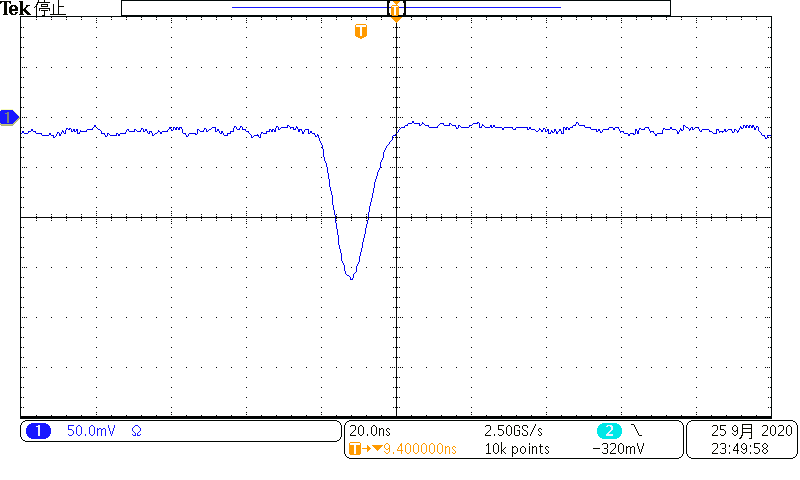 Tek 停止
T
T
1
1 50.0mV Ω
20.0ns 2.50GS/s 2
T→▼9.400000ns 10k points −320mV
25 9月 2020
23:49:58